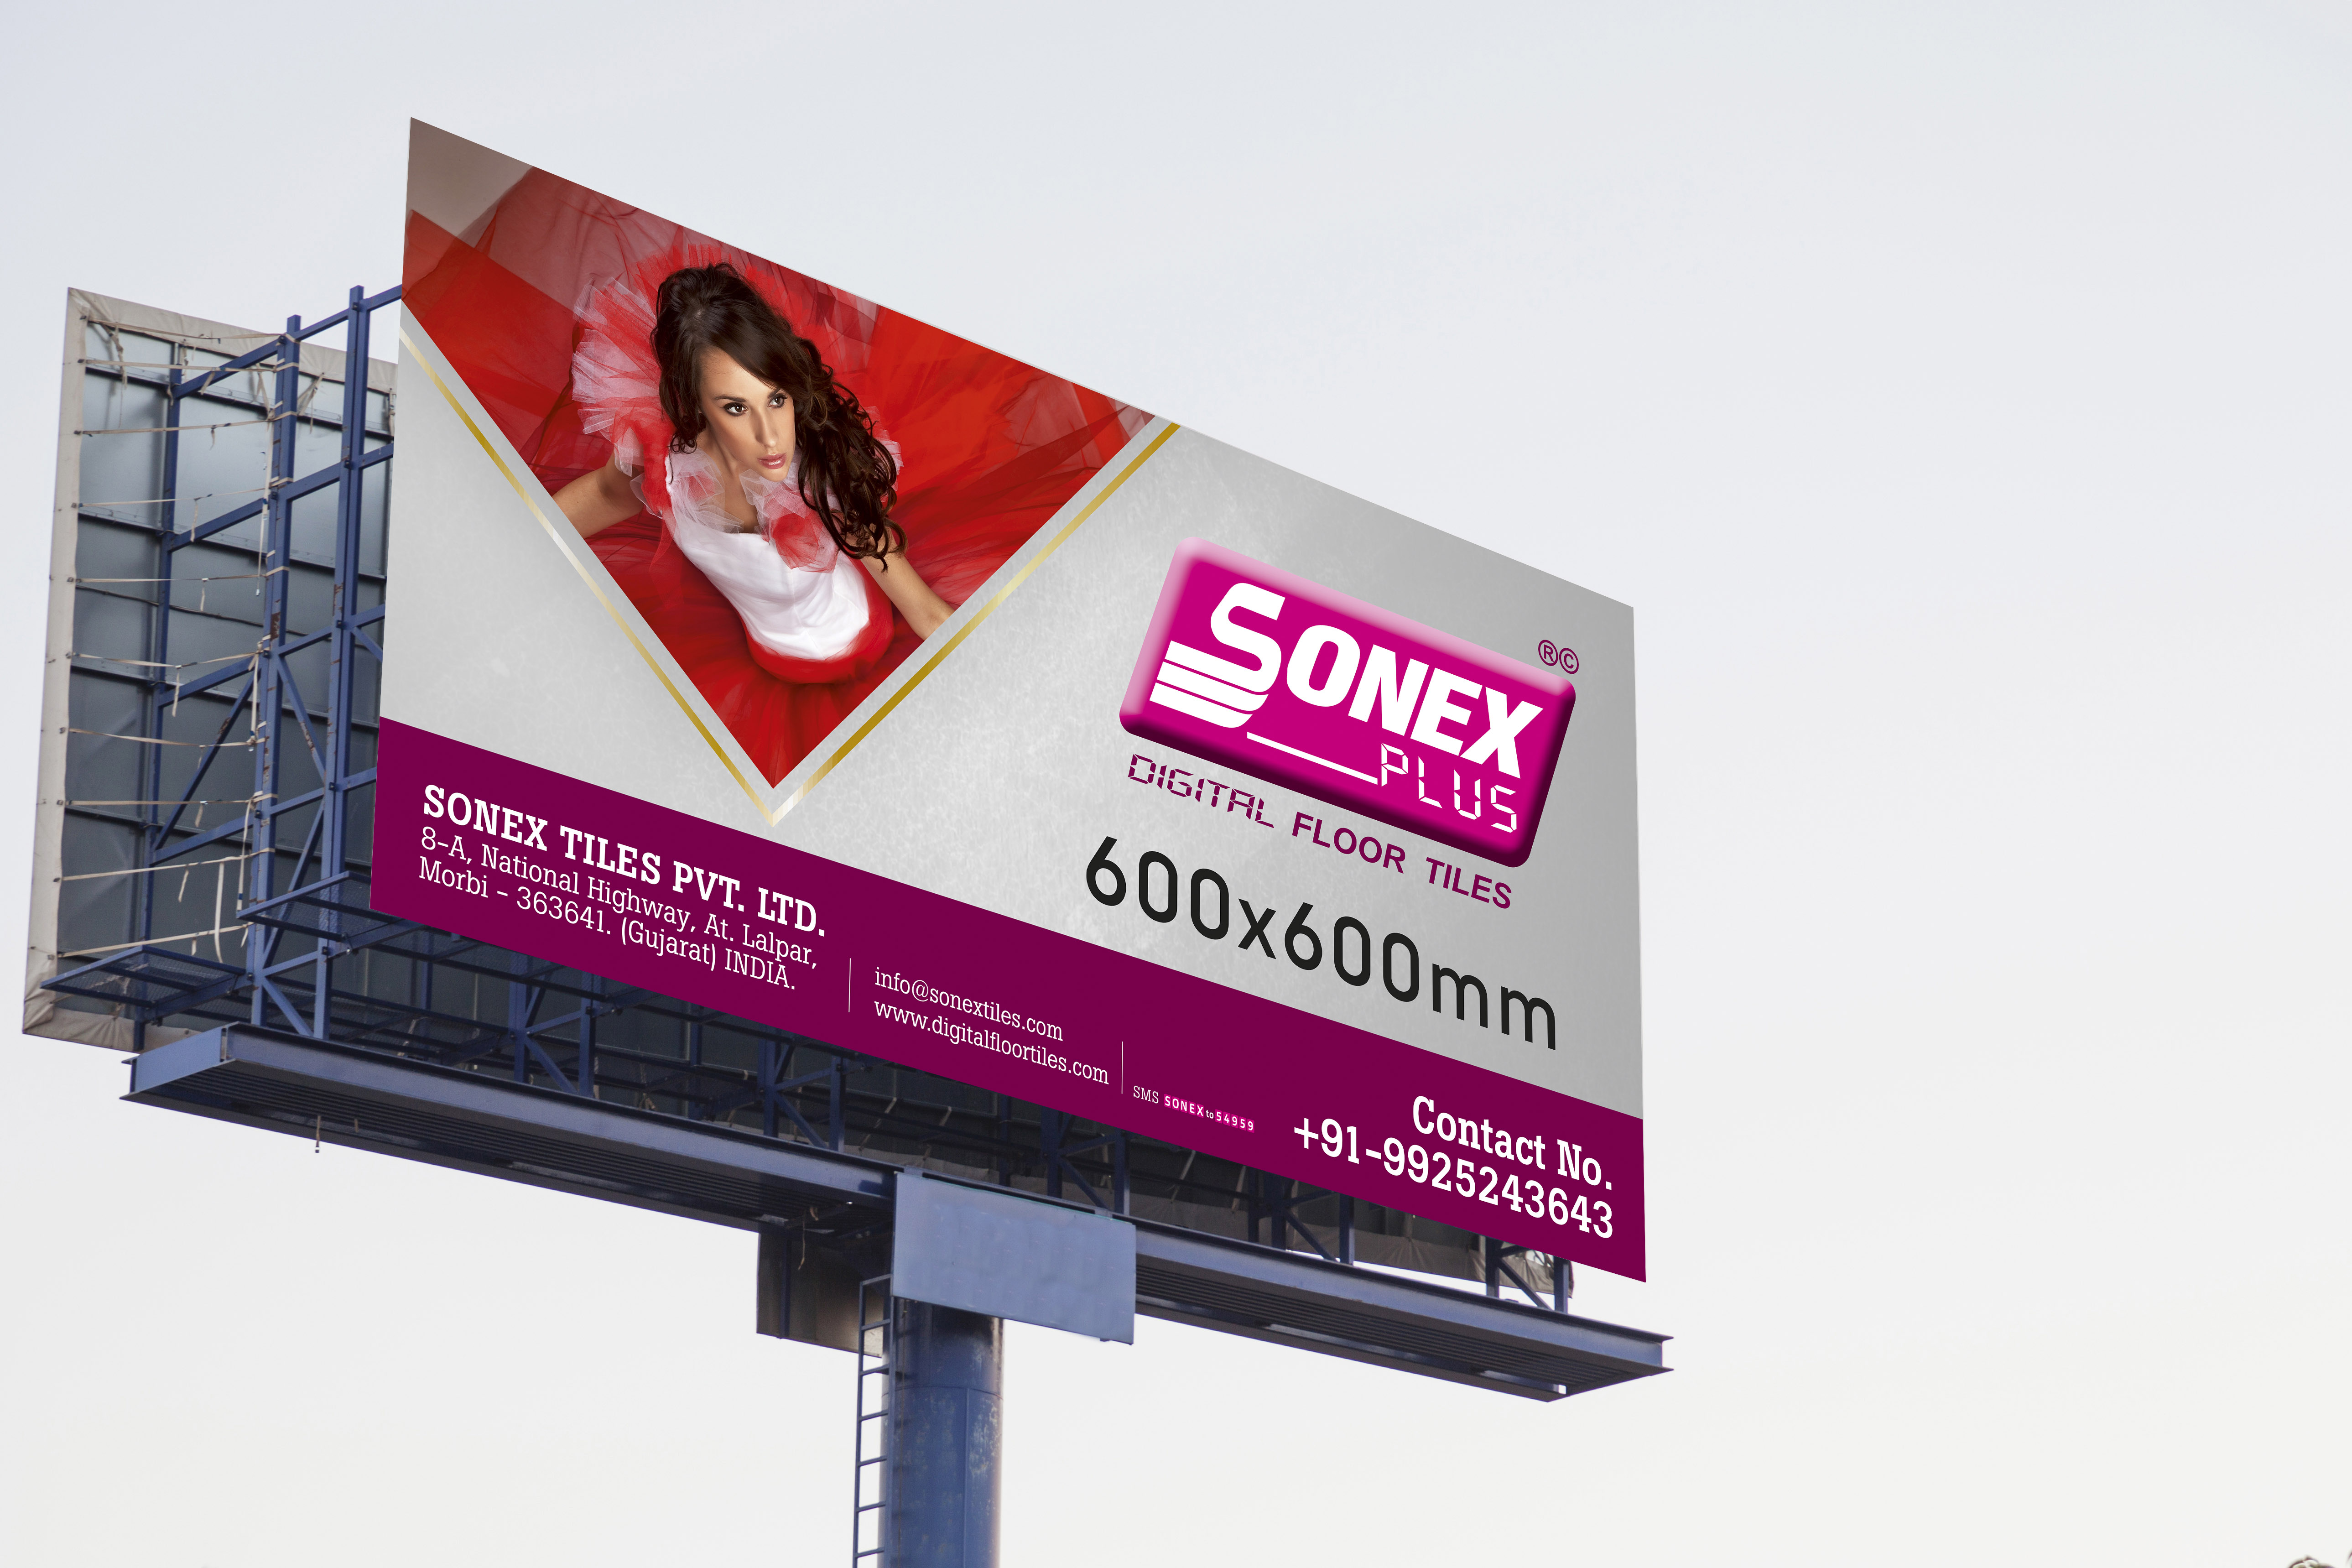 SONEX
PLUS
®©
DIGITAL FLOOR TILES
600x600mm
SONEX TILES PVT. LTD.
8-A, National Highway, At. Lalpar,
Morbi - 363641. (Gujarat) INDIA.
info@sonextiles.com
www.digitalfloortiles.com
SMS SONEX to 54959
Contact No.
+91-9925243643